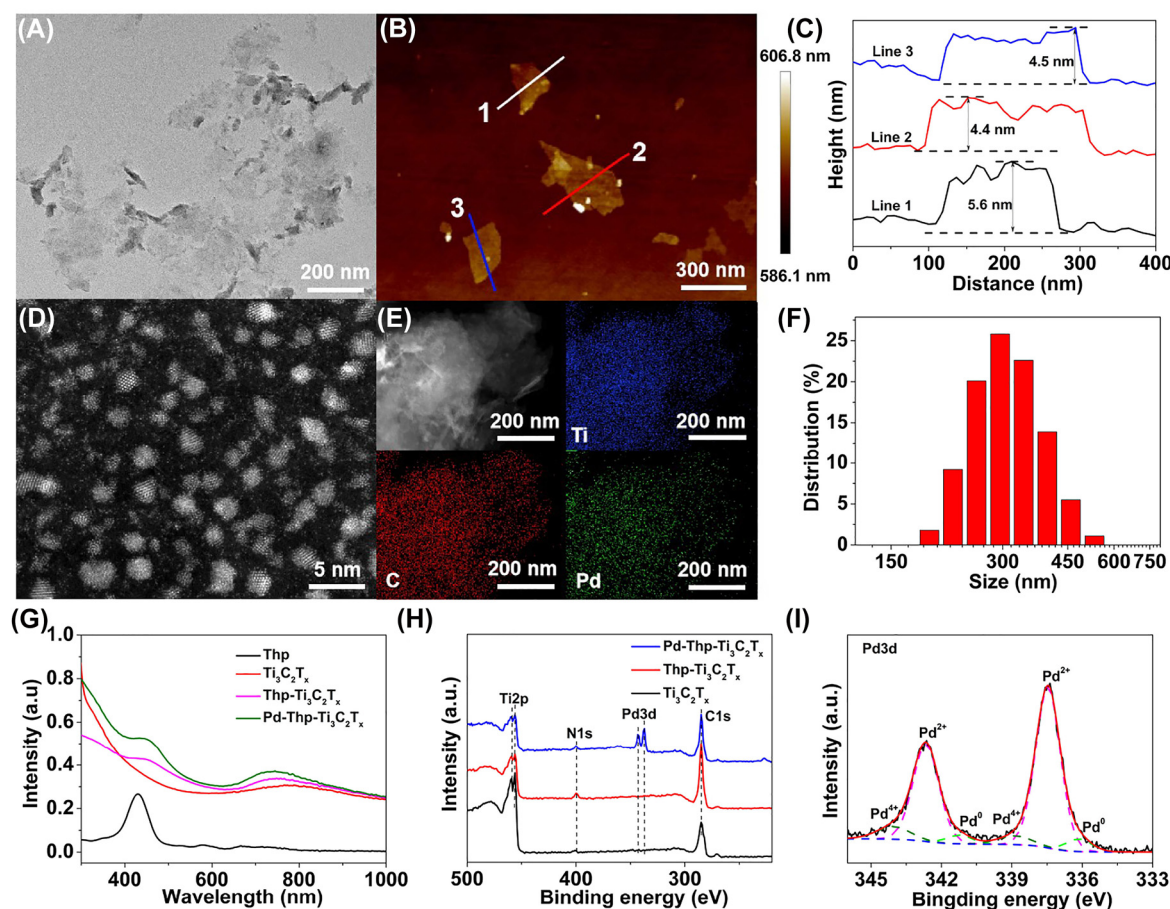 (A)
200 nm
(B)
1
2
3
300 nm
606.8 nm
586.1 nm
(C)
Height (nm)
Line 3
4.5 nm
Line 2
4.4 nm
Line 1
5.6 nm
0 100 200 300 400
Distance (nm)
(D)
5 nm
(E)
200 nm
Ti
200 nm
C
200 nm
Pd
200 nm
(F)
Distribution (%)
25
20
15
10
5
0
150 300 450 600 750
Size (nm)
(G)
Intensity (a.u)
1.0
0.8
0.6
0.4
0.2
0.0
Thp
Ti₃C₂Tₓ
Thp-Ti₃C₂Tₓ
Pd-Thp-Ti₃C₂Tₓ
400 600 800 1000
Wavelength (nm)
(H)
Intensity (a.u.)
Pd-Thp-Ti₃C₂Tₓ
Thp-Ti₃C₂Tₓ
Ti₃C₂Tₓ
Ti2p
N1s
Pd3d
C1s
500 400 300
Binding energy (eV)
(I)
Intensity (a.u.)
Pd3d
Pd²⁺
Pd²⁺
Pd⁴⁺
Pd⁰
Pd⁴⁺
Pd⁰
345 342 339 336 333
Bingding energy (eV)